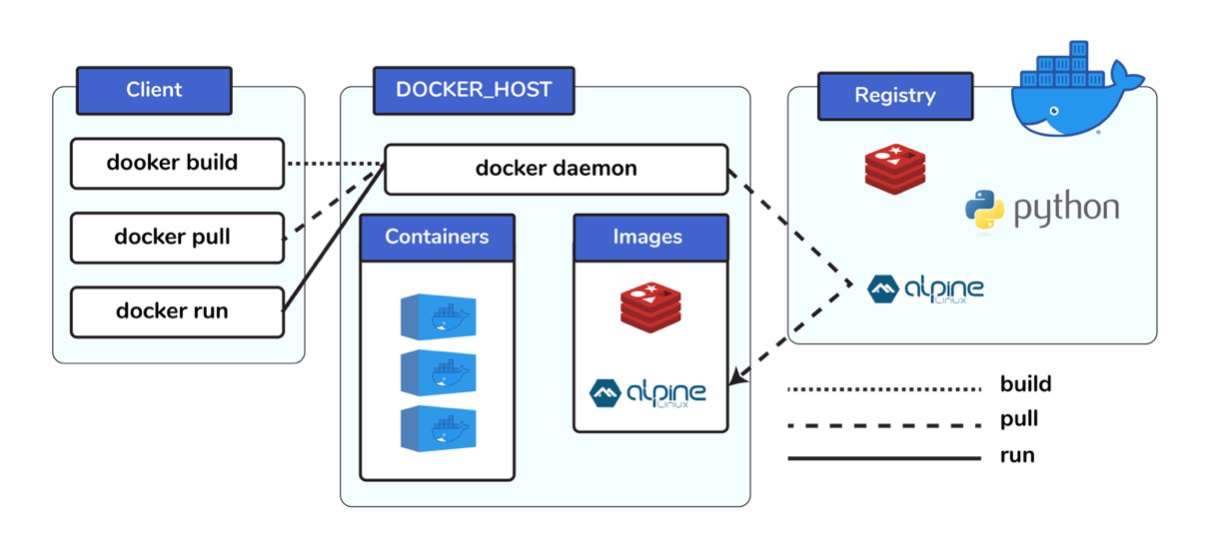 Client
dooker build
docker pull
docker run
DOCKER_HOST
docker daemon
Containers
Images
alpine
Linux
Registry
python
alpine
Linux
build
pull
run